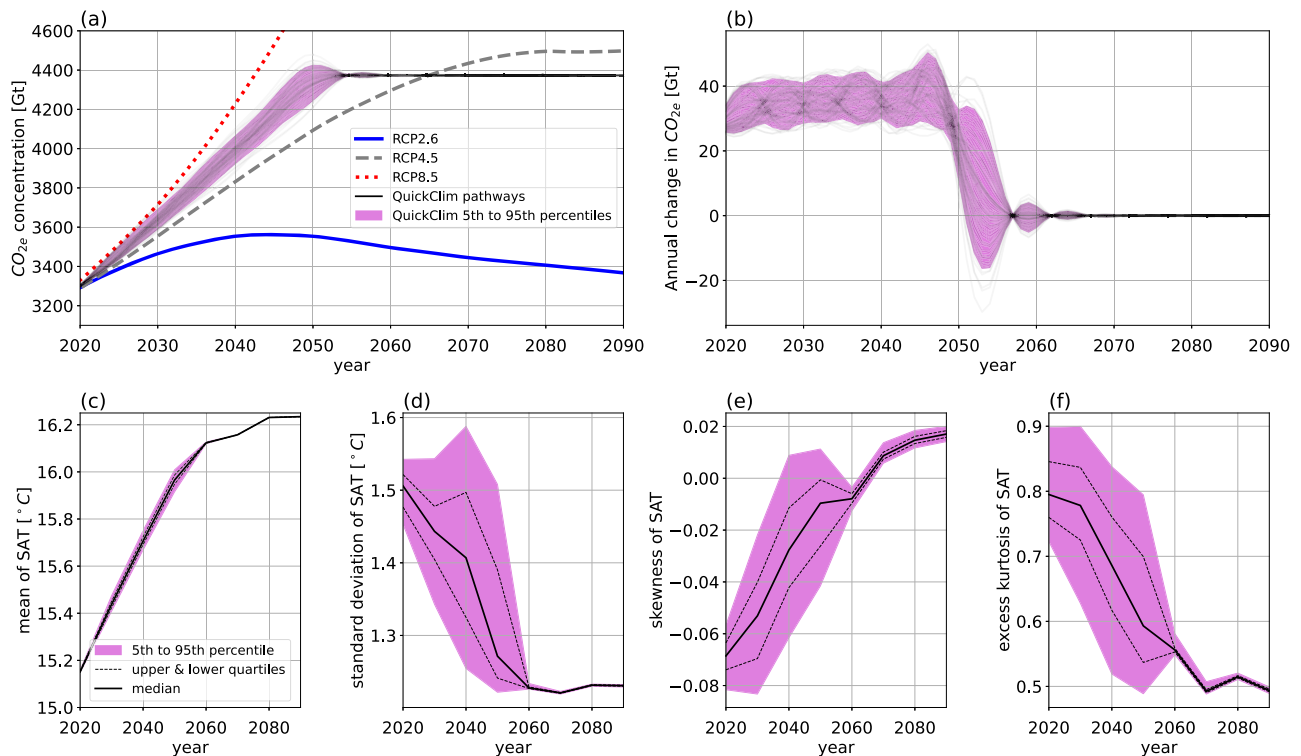 (a)
CO2e concentration [Gt]
4600
4400
4200
4000
3800
3600
3400
3200
RCP2.6
RCP4.5
RCP8.5
QuickClim pathways
QuickClim 5th to 95th percentiles
2020 2030 2040 2050 2060 2070 2080 2090
year
(b)
Annual change in CO2e [Gt]
40
20
0
−20
2020 2030 2040 2050 2060 2070 2080 2090
year
(c)
mean of SAT [°C]
16.2
16.0
15.8
15.6
15.4
15.2
15.0
5th to 95th percentile
upper & lower quartiles
median
2020 2040 2060 2080
year
(d)
standard deviation of SAT [°C]
1.6
1.5
1.4
1.3
2020 2040 2060 2080
year
(e)
skewness of SAT
0.02
0.00
−0.02
−0.04
−0.06
−0.08
2020 2040 2060 2080
year
(f)
excess kurtosis of SAT
0.9
0.8
0.7
0.6
0.5
2020 2040 2060 2080
year